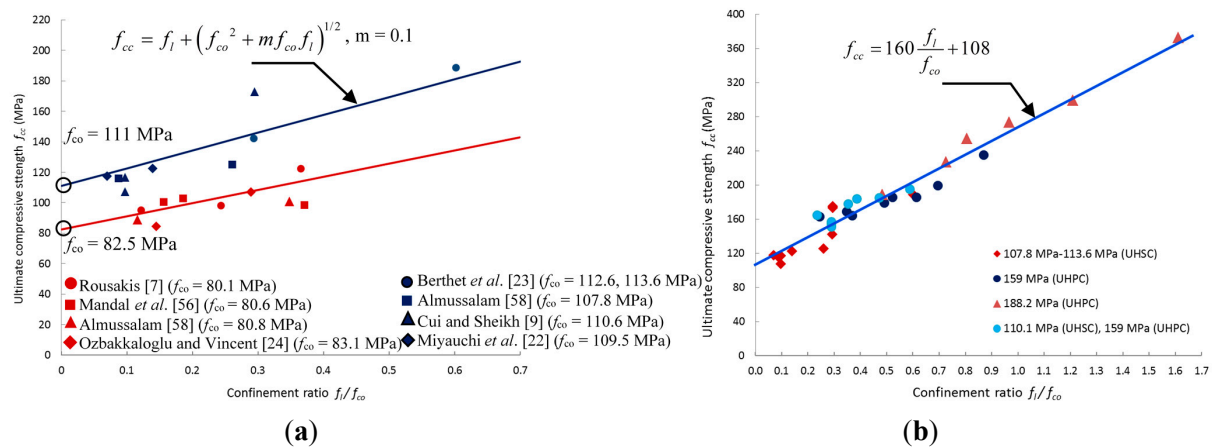 (a)
220
200
180
160
140
120
100
80
60
40
20
0
Ultimate compressive stength f_cc (MPa)
f_cc = f_l + (f_co² + m f_co f_l)^{1/2} , m = 0.1
f_co = 111 MPa
f_co = 82.5 MPa
Rousakis [7] (f_co = 80.1 MPa)
Mandal et al. [56] (f_co = 80.6 MPa)
Almussalam [58] (f_co = 80.8 MPa)
Ozbakkaloglu and Vincent [24] (f_co = 83.1 MPa)
Berthet et al. [23] (f_co = 112.6, 113.6 MPa)
Almussalam [58] (f_co = 107.8 MPa)
Cui and Sheikh [9] (f_co = 110.6 MPa)
Miyauchi et al. [22] (f_co = 109.5 MPa)
0 0.1 0.2 0.3 0.4 0.5 0.6 0.7
Confinement ratio f_l/f_co
(a)
(b)
400
360
320
280
240
200
160
120
80
40
0
Ultimate compressive stength f_cc (MPa)
f_cc = 160 f_l/f_co + 108
107.8 MPa-113.6 MPa (UHSC)
159 MPa (UHPC)
188.2 MPa (UHPC)
110.1 MPa (UHSC), 159 MPa (UHPC)
0.0 0.1 0.2 0.3 0.4 0.5 0.6 0.7 0.8 0.9 1.0 1.1 1.2 1.3 1.4 1.5 1.6 1.7
Confinement ratio f_l/f_co
(b)